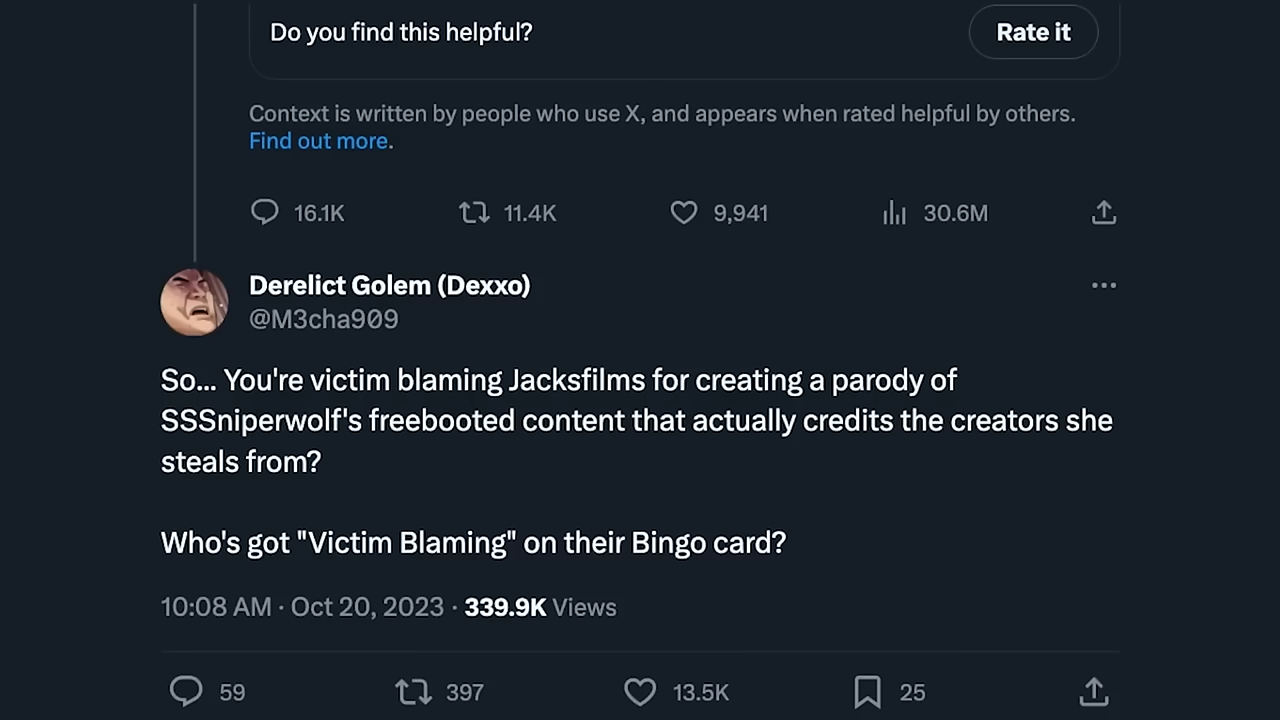 Do you find this helpful?
Rate it
Context is written by people who use X, and appears when rated helpful by others.
Find out more.
16.1K 11.4K 9,941 30.6M
Derelict Golem (Dexxo)
@M3cha909
So... You're victim blaming Jacksfilms for creating a parody of
SSSniperwolf's freebooted content that actually credits the creators she
steals from?
Who's got "Victim Blaming" on their Bingo card?
10:08 AM · Oct 20, 2023 · 339.9K Views
59 397 13.5K 25